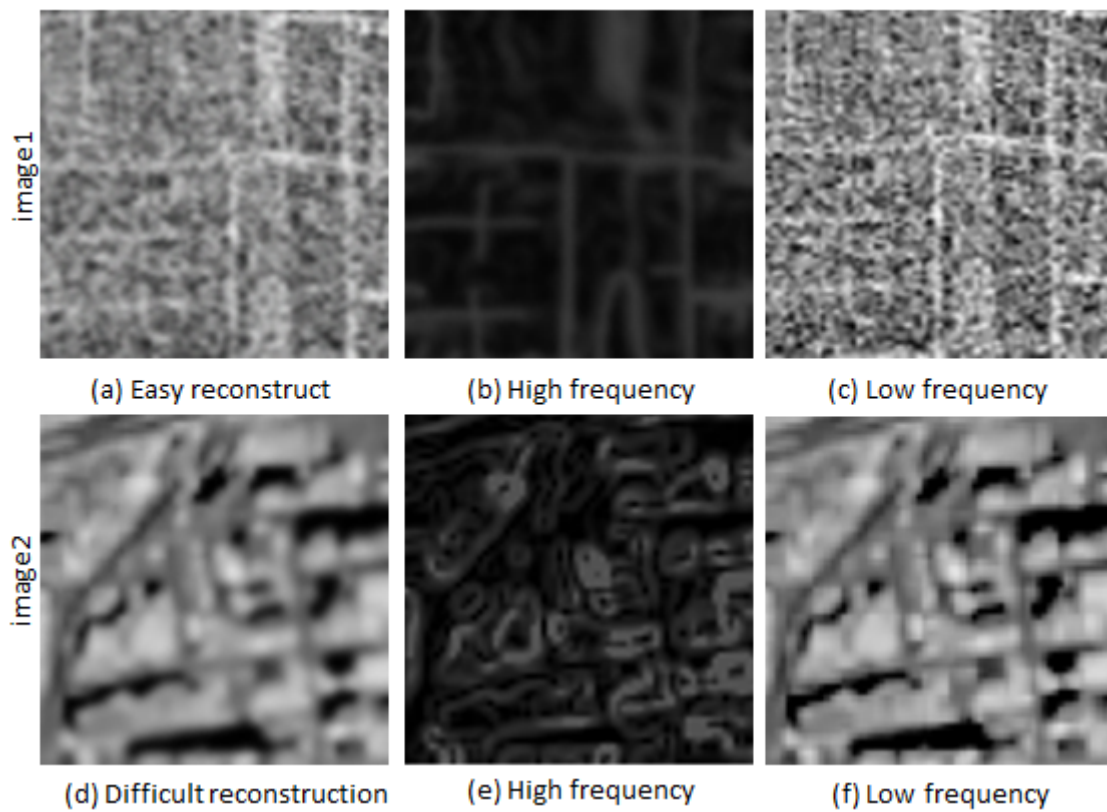 image1
(a) Easy reconstruct
(b) High frequency
(c) Low frequency
image2
(d) Difficult reconstruction
(e) High frequency
(f) Low frequency